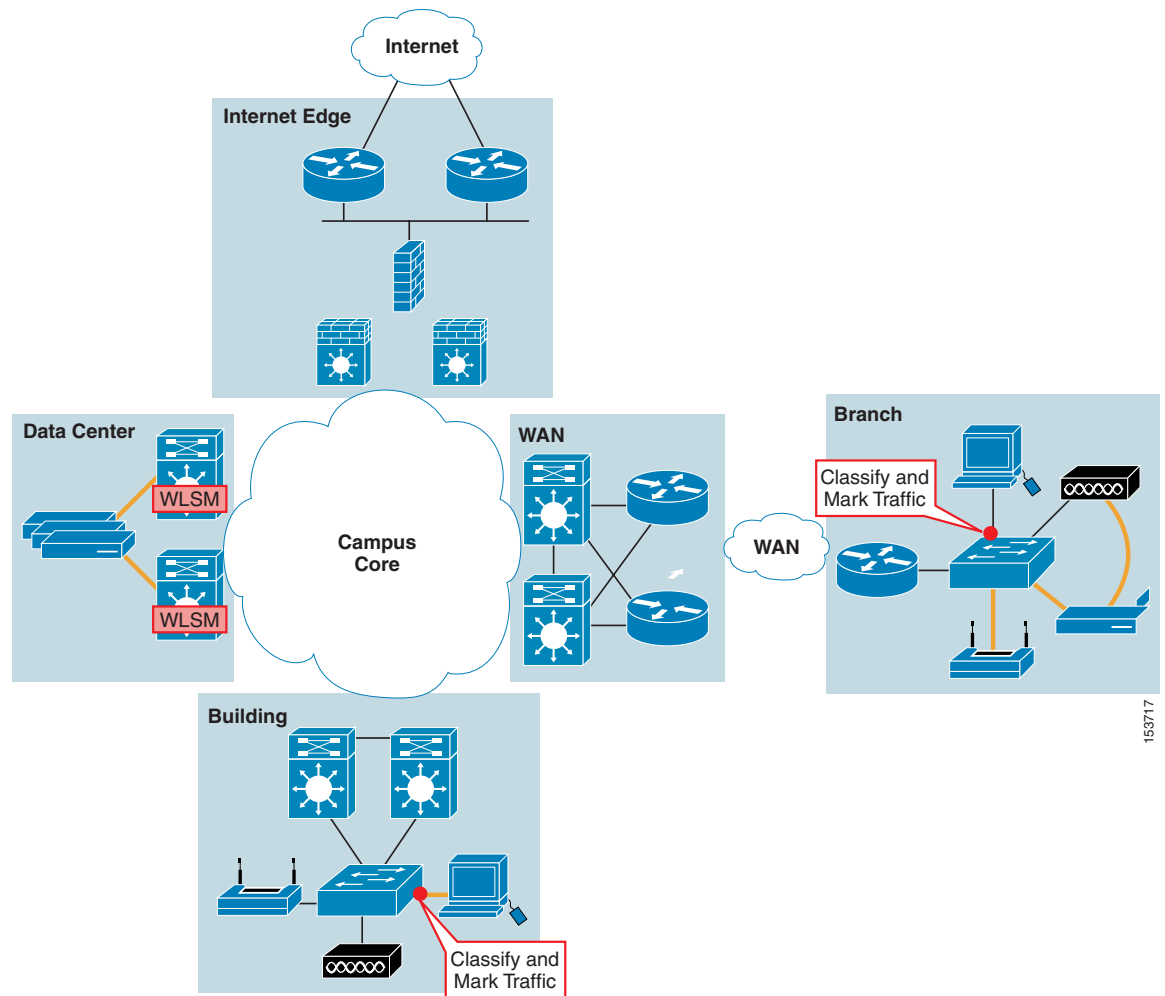 Internet
Internet Edge
Data Center
WLSM
WLSM
Campus
Core
WAN
WAN
Branch
Classify and
Mark Traffic
153717
Building
Classify and
Mark Traffic